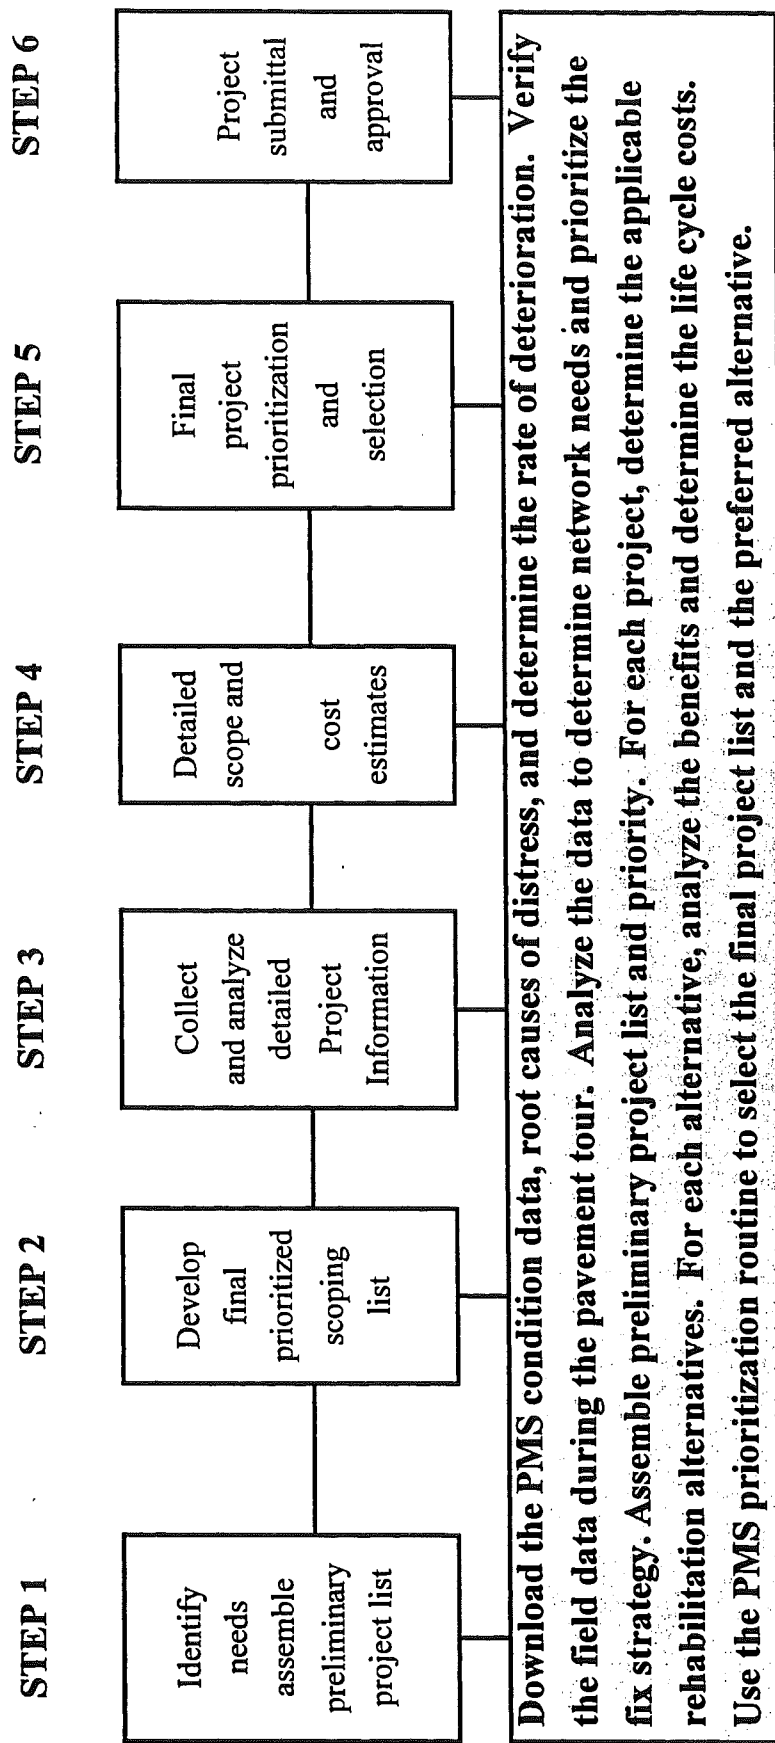 STEP 1
Identify
needs
assemble
preliminary
project list
STEP 2
Develop
final
prioritized
scoping
list
STEP 3
Collect
and analyze
detailed
Project
Information
STEP 4
Detailed
scope and
cost
estimates
STEP 5
Final
project
prioritization
and
selection
STEP 6
Project
submittal
and
approval
Download the PMS condition data, root causes of distress, and determine the rate of deterioration. Verify
the field data during the pavement tour. Analyze the data to determine network needs and prioritize the
fix strategy. Assemble preliminary project list and priority. For each project, determine the applicable
rehabilitation alternatives. For each alternative, analyze the benefits and determine the life cycle costs.
Use the PMS prioritization routine to select the final project list and the preferred alternative.